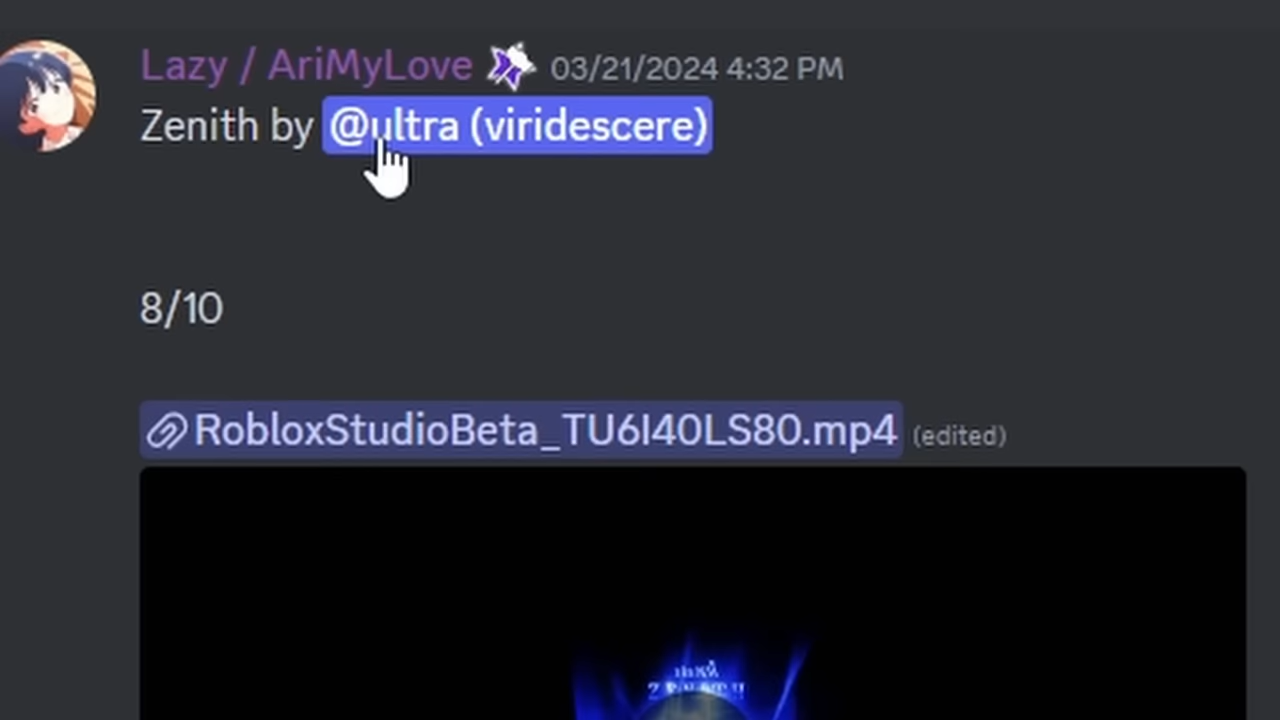 Lazy / AriMyLove 03/21/2024 4:32 PM
Zenith by @ultra (viridescere)
8/10
RobloxStudioBeta_TU6I40LS80.mp4 (edited)